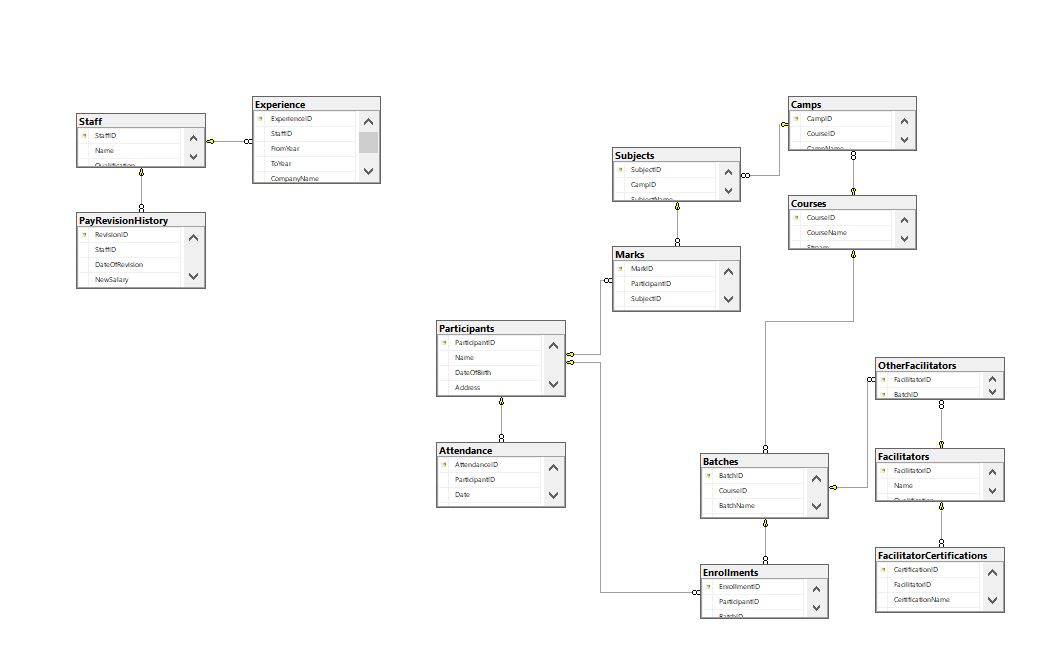 Staff
StaffID
Name
Qualification
Experience
ExperienceID
StaffID
FromYear
ToYear
CompanyName
PayRevisionHistory
RevisionID
StaffID
DateOfRevision
NewSalary
Camps
CampID
CourseID
CampName
Subjects
SubjectID
CampID
SubjectName
Courses
CourseID
CourseName
Stream
Marks
MarkID
ParticipantID
SubjectID
Participants
ParticipantID
Name
DateOfBirth
Address
Attendance
AttendanceID
ParticipantID
Date
OtherFacilitators
FacilitatorID
BatchID
Batches
BatchID
CourseID
BatchName
Facilitators
FacilitatorID
Name
Qualification
Enrollments
EnrollmentID
ParticipantID
BatchID
FacilitatorCertifications
CertificationID
FacilitatorID
CertificationName